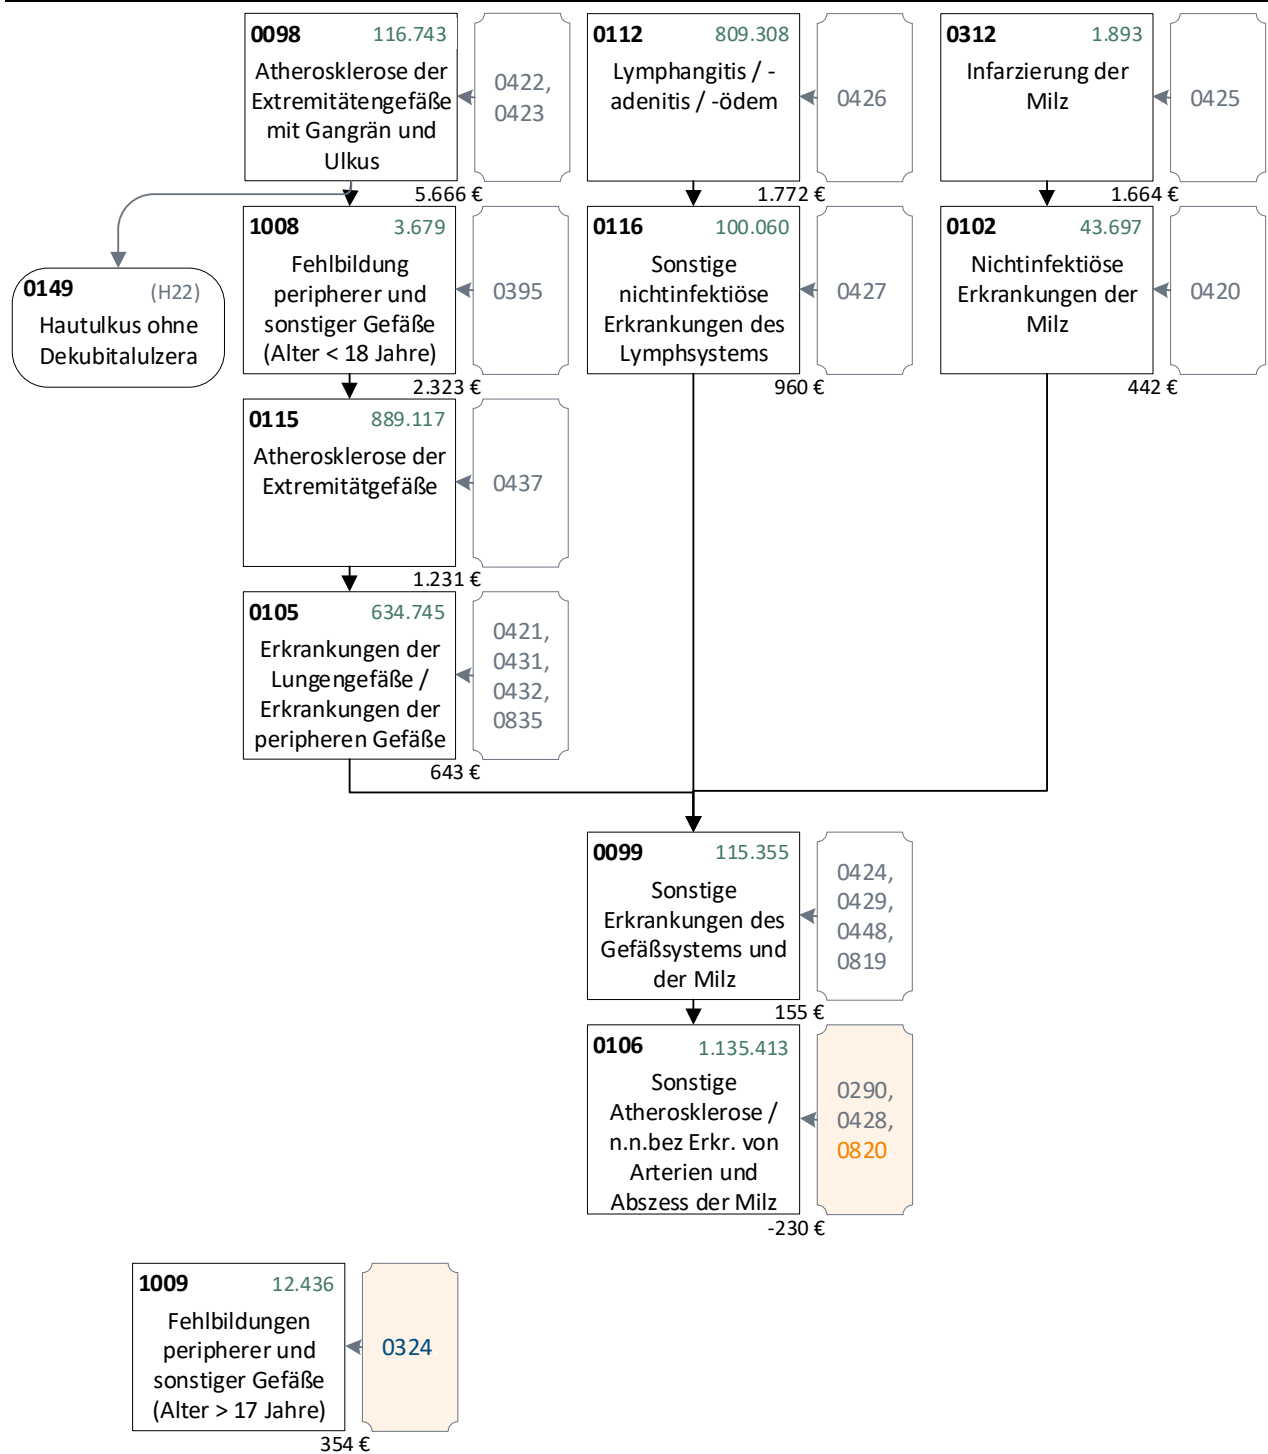 0098 116.743
Atherosklerose der
Extremitätengefäße
mit Gangrän und
Ulkus
5.666 €
0422,
0423
0112 809.308
Lymphangitis / -
adenitis / -ödem
1.772 €
0426
0312 1.893
Infarzierung der
Milz
1.664 €
0425
0149 (H22)
Hautulkus ohne
Dekubitalulzera
1008 3.679
Fehlbildung
peripherer und
sonstiger Gefäße
(Alter < 18 Jahre)
2.323 €
0395
0116 100.060
Sonstige
nichtinfektiöse
Erkrankungen des
Lymphsystems
960 €
0427
0102 43.697
Nichtinfektiöse
Erkrankungen der
Milz
442 €
0420
0115 889.117
Atherosklerose der
Extremitätgefäße
1.231 €
0437
0105 634.745
Erkrankungen der
Lungengefäße /
Erkrankungen der
peripheren Gefäße
643 €
0421,
0431,
0432,
0835
0099 115.355
Sonstige
Erkrankungen des
Gefäßsystems und
der Milz
155 €
0424,
0429,
0448,
0819
0106 1.135.413
Sonstige
Atherosklerose /
n.n.bez Erkr. von
Arterien und
Abszess der Milz
-230 €
0290,
0428,
0820
1009 12.436
Fehlbildungen
peripherer und
sonstiger Gefäße
(Alter > 17 Jahre)
354 €
0324